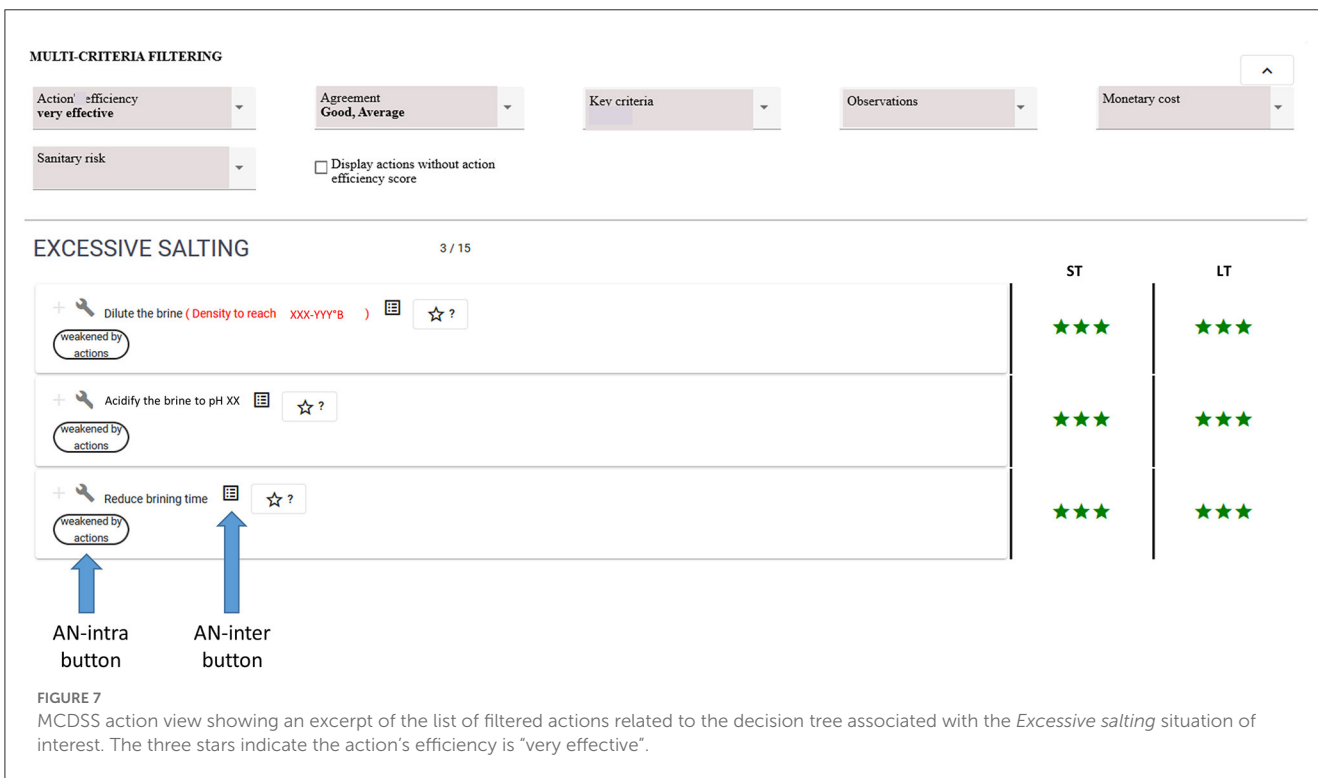 MULTI-CRITERIA FILTERING
Action' efficiency
very effective
Agreement
Good, Average
Key criteria
Observations
Monetary cost
Sanitary risk
Display actions without action
efficiency score
EXCESSIVE SALTING
3 / 15
ST
LT
Dilute the brine ( Density to reach XXX-YYY°B )
?
weakened by
actions
Acidify the brine to pH XX
?
weakened by
actions
Reduce brining time
?
weakened by
actions
AN-intra
button
AN-inter
button
FIGURE 7
MCDSS action view showing an excerpt of the list of filtered actions related to the decision tree associated with the Excessive salting situation of
interest. The three stars indicate the action's efficiency is “very effective”.